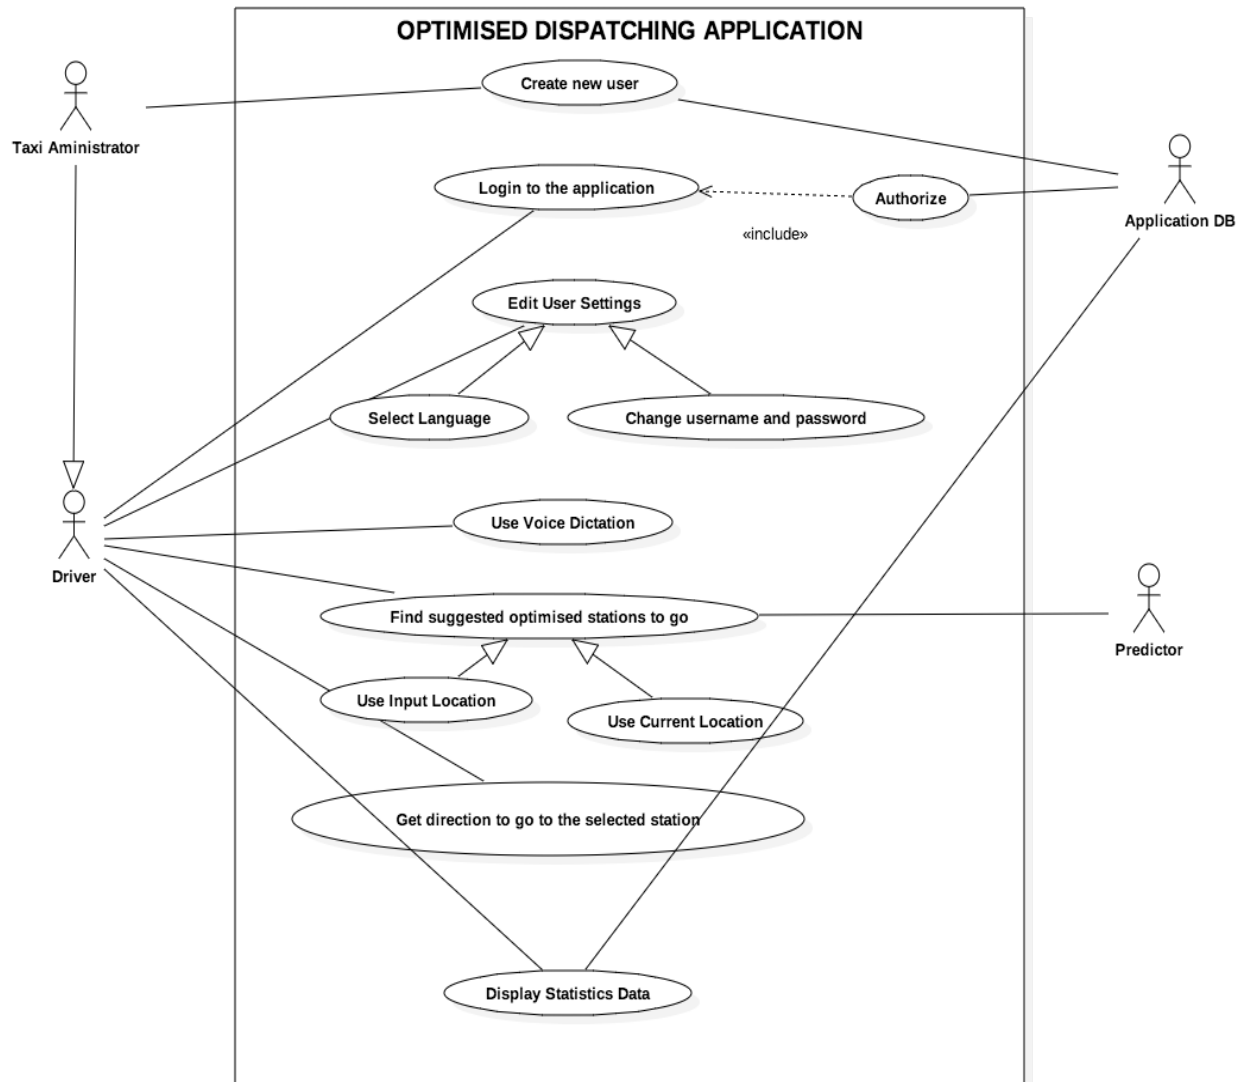 OPTIMISED DISPATCHING APPLICATION
Create new user
Taxi Aministrator
Login to the application
Authorize
Application DB
«include»
Edit User Settings
Select Language
Change username and password
Use Voice Dictation
Driver
Find suggested optimised stations to go
Predictor
Use Input Location
Use Current Location
Get direction to go to the selected station
Display Statistics Data